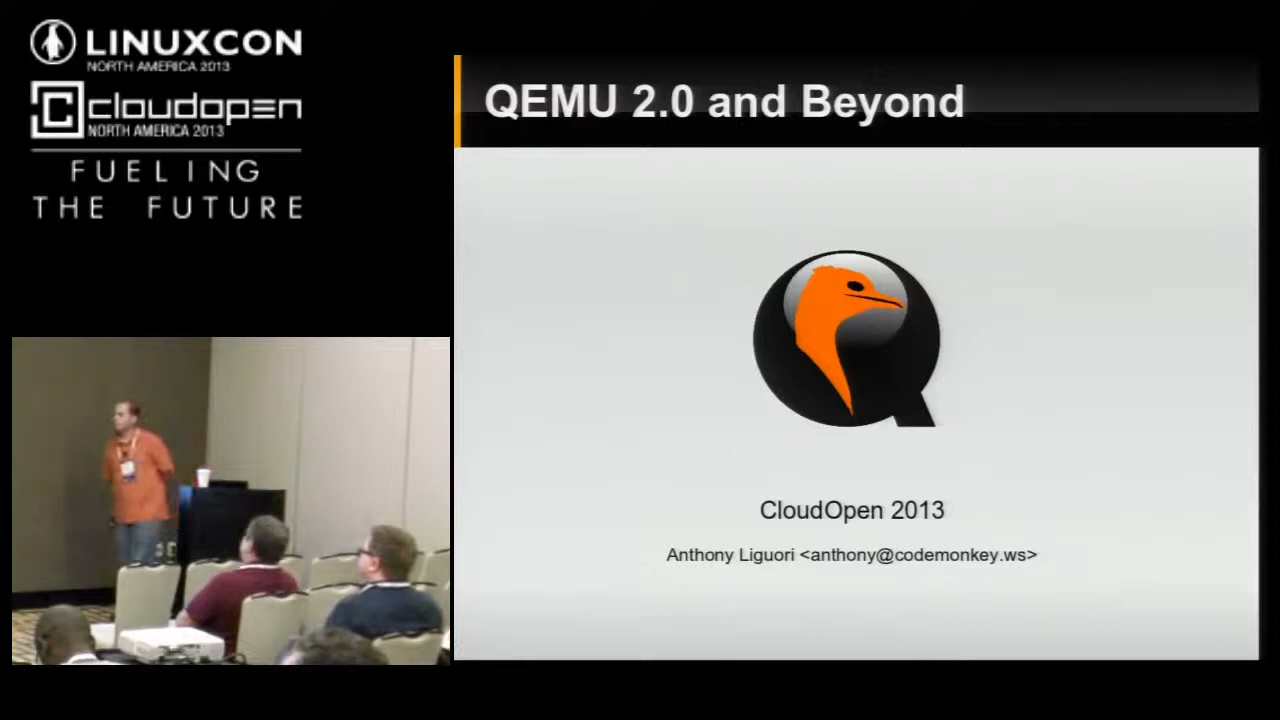 LINUXCON
NORTH AMERICA 2013
cloudopen
NORTH AMERICA 2013
FUELING
THE FUTURE
QEMU 2.0 and Beyond
CloudOpen 2013
Anthony Liguori <anthony@codemonkey.ws>